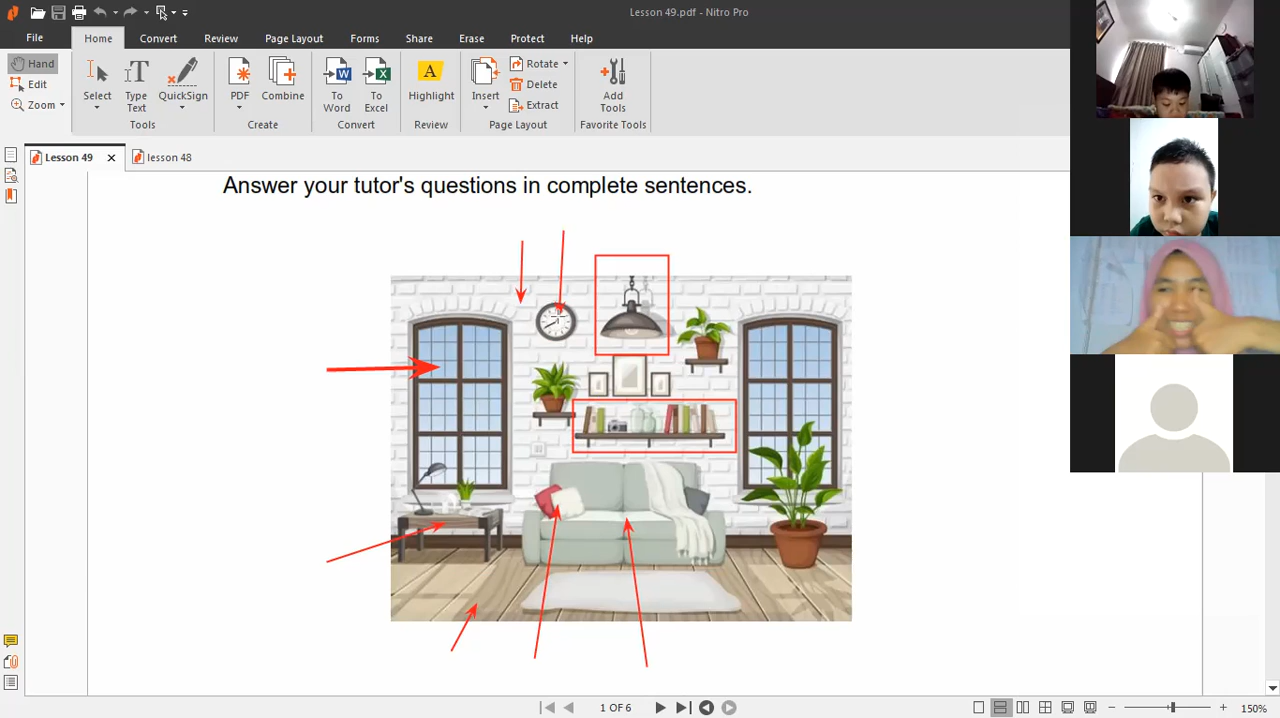 Lesson 49.pdf - Nitro Pro
File Home Convert Review Page Layout Forms Share Erase Protect Help
Hand
Edit
Zoom
Select
Type Text
QuickSign
Tools
PDF
Combine
Create
To Word
To Excel
Convert
A
Highlight
Review
Insert
Rotate
Delete
Extract
Page Layout
Add Tools
Favorite Tools
Lesson 49 lesson 48
Answer your tutor's questions in complete sentences.
1 OF 6
150%